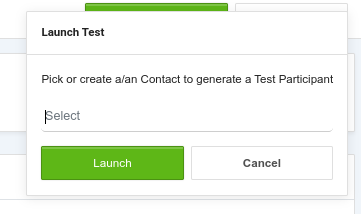 Launch Test
Pick or create a/an Contact to generate a Test Participant
Select
Launch
Cancel